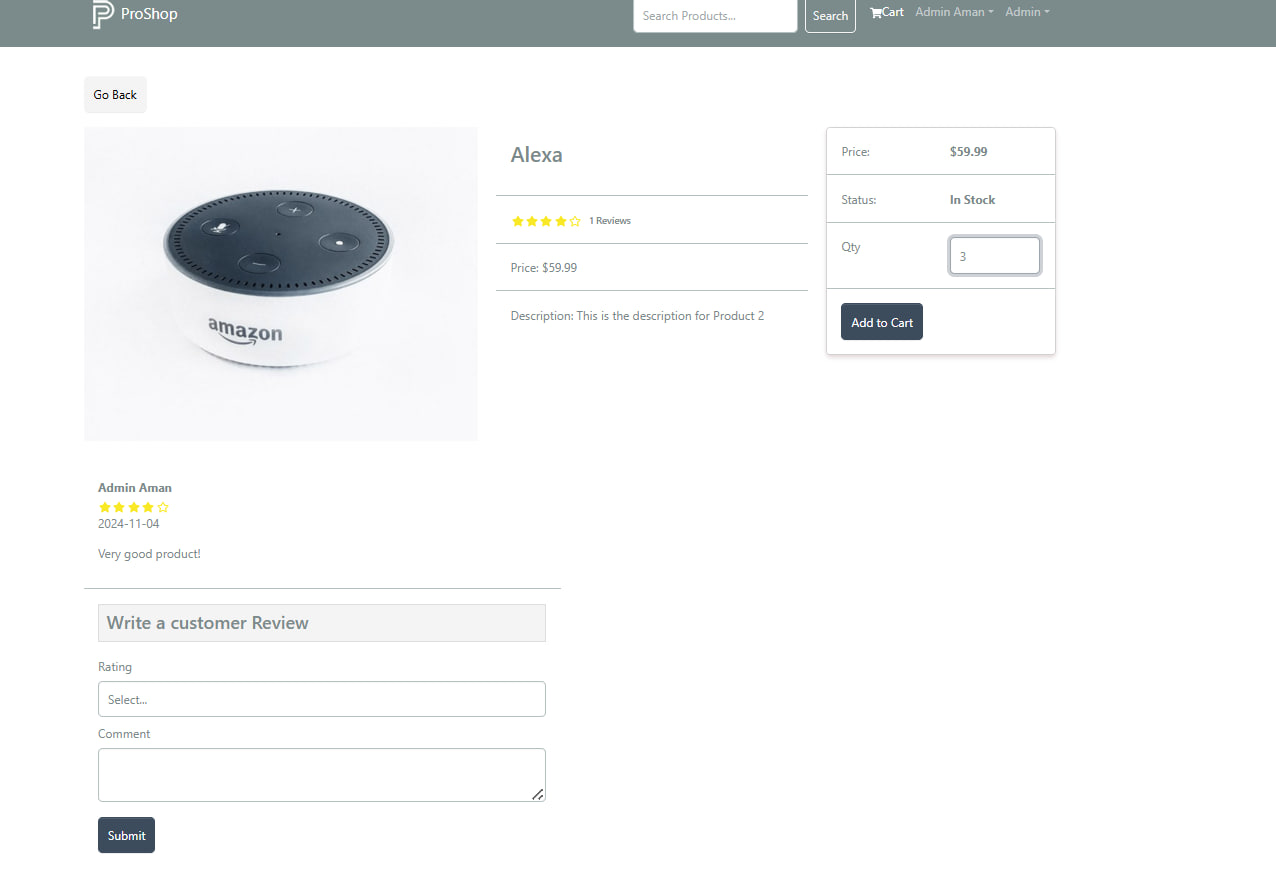 ProShop
Search Products...
Search
Cart
Admin Aman
Admin
Go Back
amazon
Alexa
1 Reviews
Price: $59.99
Description: This is the description for Product 2
Price: $59.99
Status: In Stock
Qty 3
Add to Cart
Admin Aman
2024-11-04
Very good product!
Write a customer Review
Rating
Select...
Comment
Submit